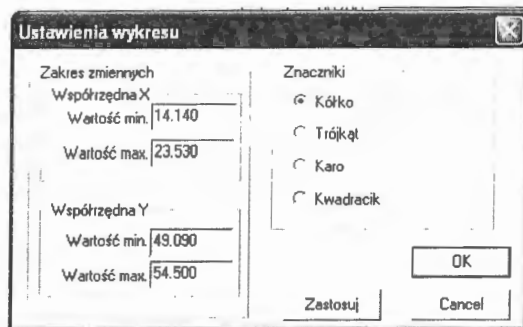 Ustawienia wykresu
Zakres zmiennych
Współrzędna X
Wartość min. 14.140
Wartość max. 23.530
Współrzędna Y
Wartość min. 49.090
Wartość max. 54.500
Znaczniki
Kółko
Trójkąt
Karo
Kwadracik
OK
Zastosuj
Cancel